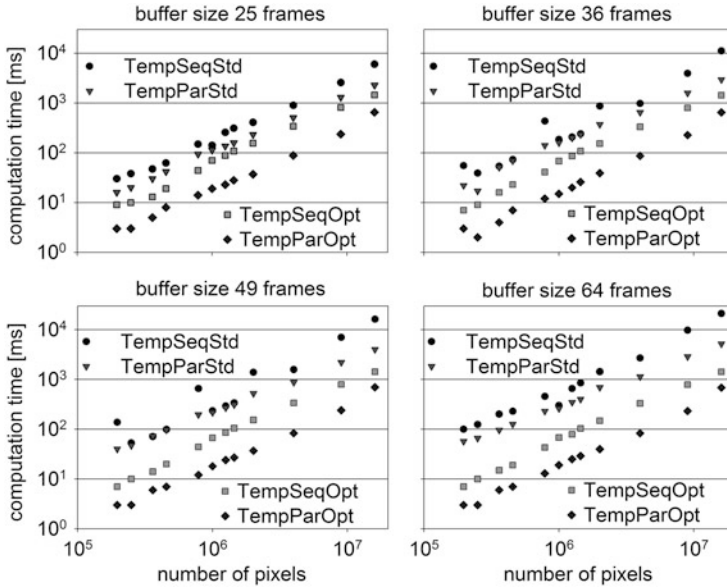 buffer size 25 frames
buffer size 36 frames
computation time [ms]
10⁴
10³
10²
10¹
10⁰
TempSeqStd
TempParStd
TempSeqOpt
TempParOpt
TempSeqStd
TempParStd
TempSeqOpt
TempParOpt
buffer size 49 frames
buffer size 64 frames
computation time [ms]
10⁴
10³
10²
10¹
10⁰
TempSeqStd
TempParStd
TempSeqOpt
TempParOpt
TempSeqStd
TempParStd
TempSeqOpt
TempParOpt
10⁵
10⁶
10⁷
10⁵
10⁶
10⁷
number of pixels
number of pixels